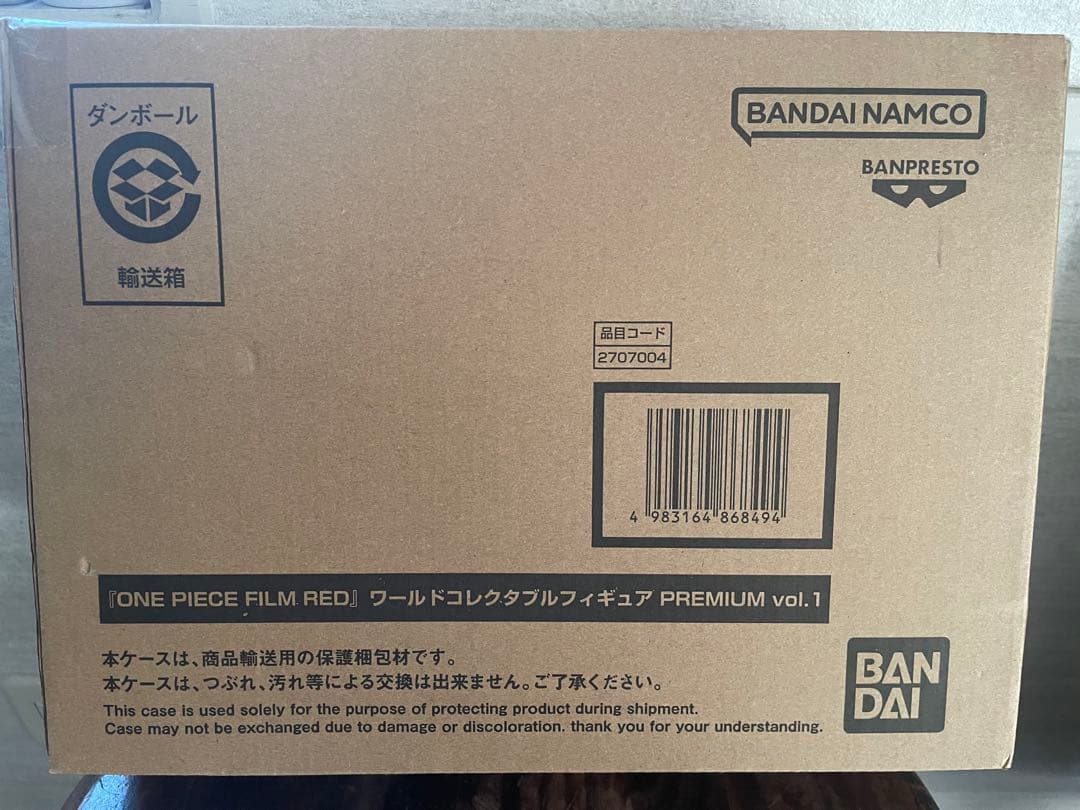 ダンボール
輸送箱
BANDAI NAMCO
BANPRESTO
品目コード
2707004
4 983164 868494
『ONE PIECE FILM RED』ワールドコレクタブルフィギュア PREMIUM vol.1
本ケースは、商品輸送用の保護梱包材です。
本ケースは、つぶれ、汚れ等による交換は出来ません。ご了承ください。
This case is used solely for the purpose of protecting product during shipment.
Case may not be exchanged due to damage or discoloration. thank you for your understanding.
BAN
DAI